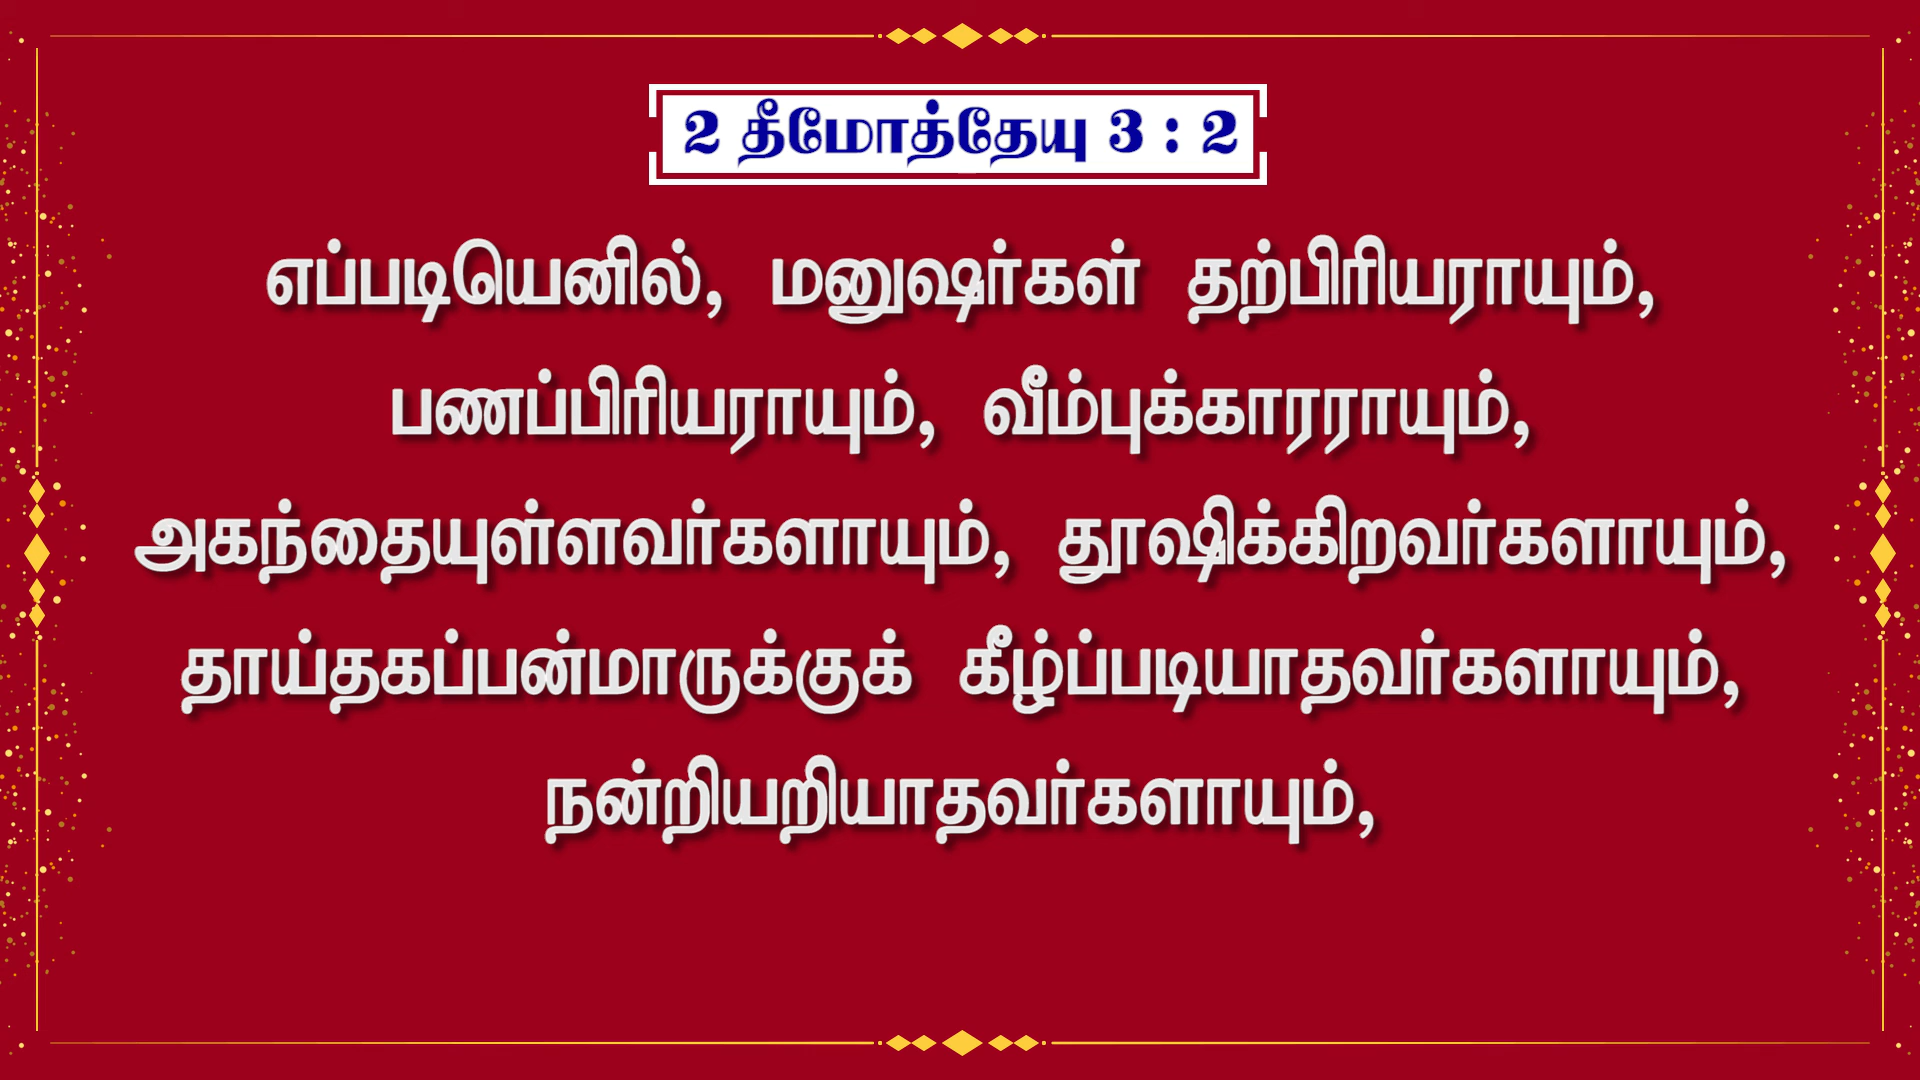 2 தீமோத்தேயு 3 : 2
எப்படியெனில், மனுஷர்கள் தற்பிரியராயும்,
பணப்பிரியராயும், வீம்புக்காரராயும்,
அகந்தையுள்ளவர்களாயும், தூஷிக்கிறவர்களாயும்,
தாய்தகப்பன்மாருக்குக் கீழ்ப்படியாதவர்களாயும்,
நன்றியறியாதவர்களாயும்,